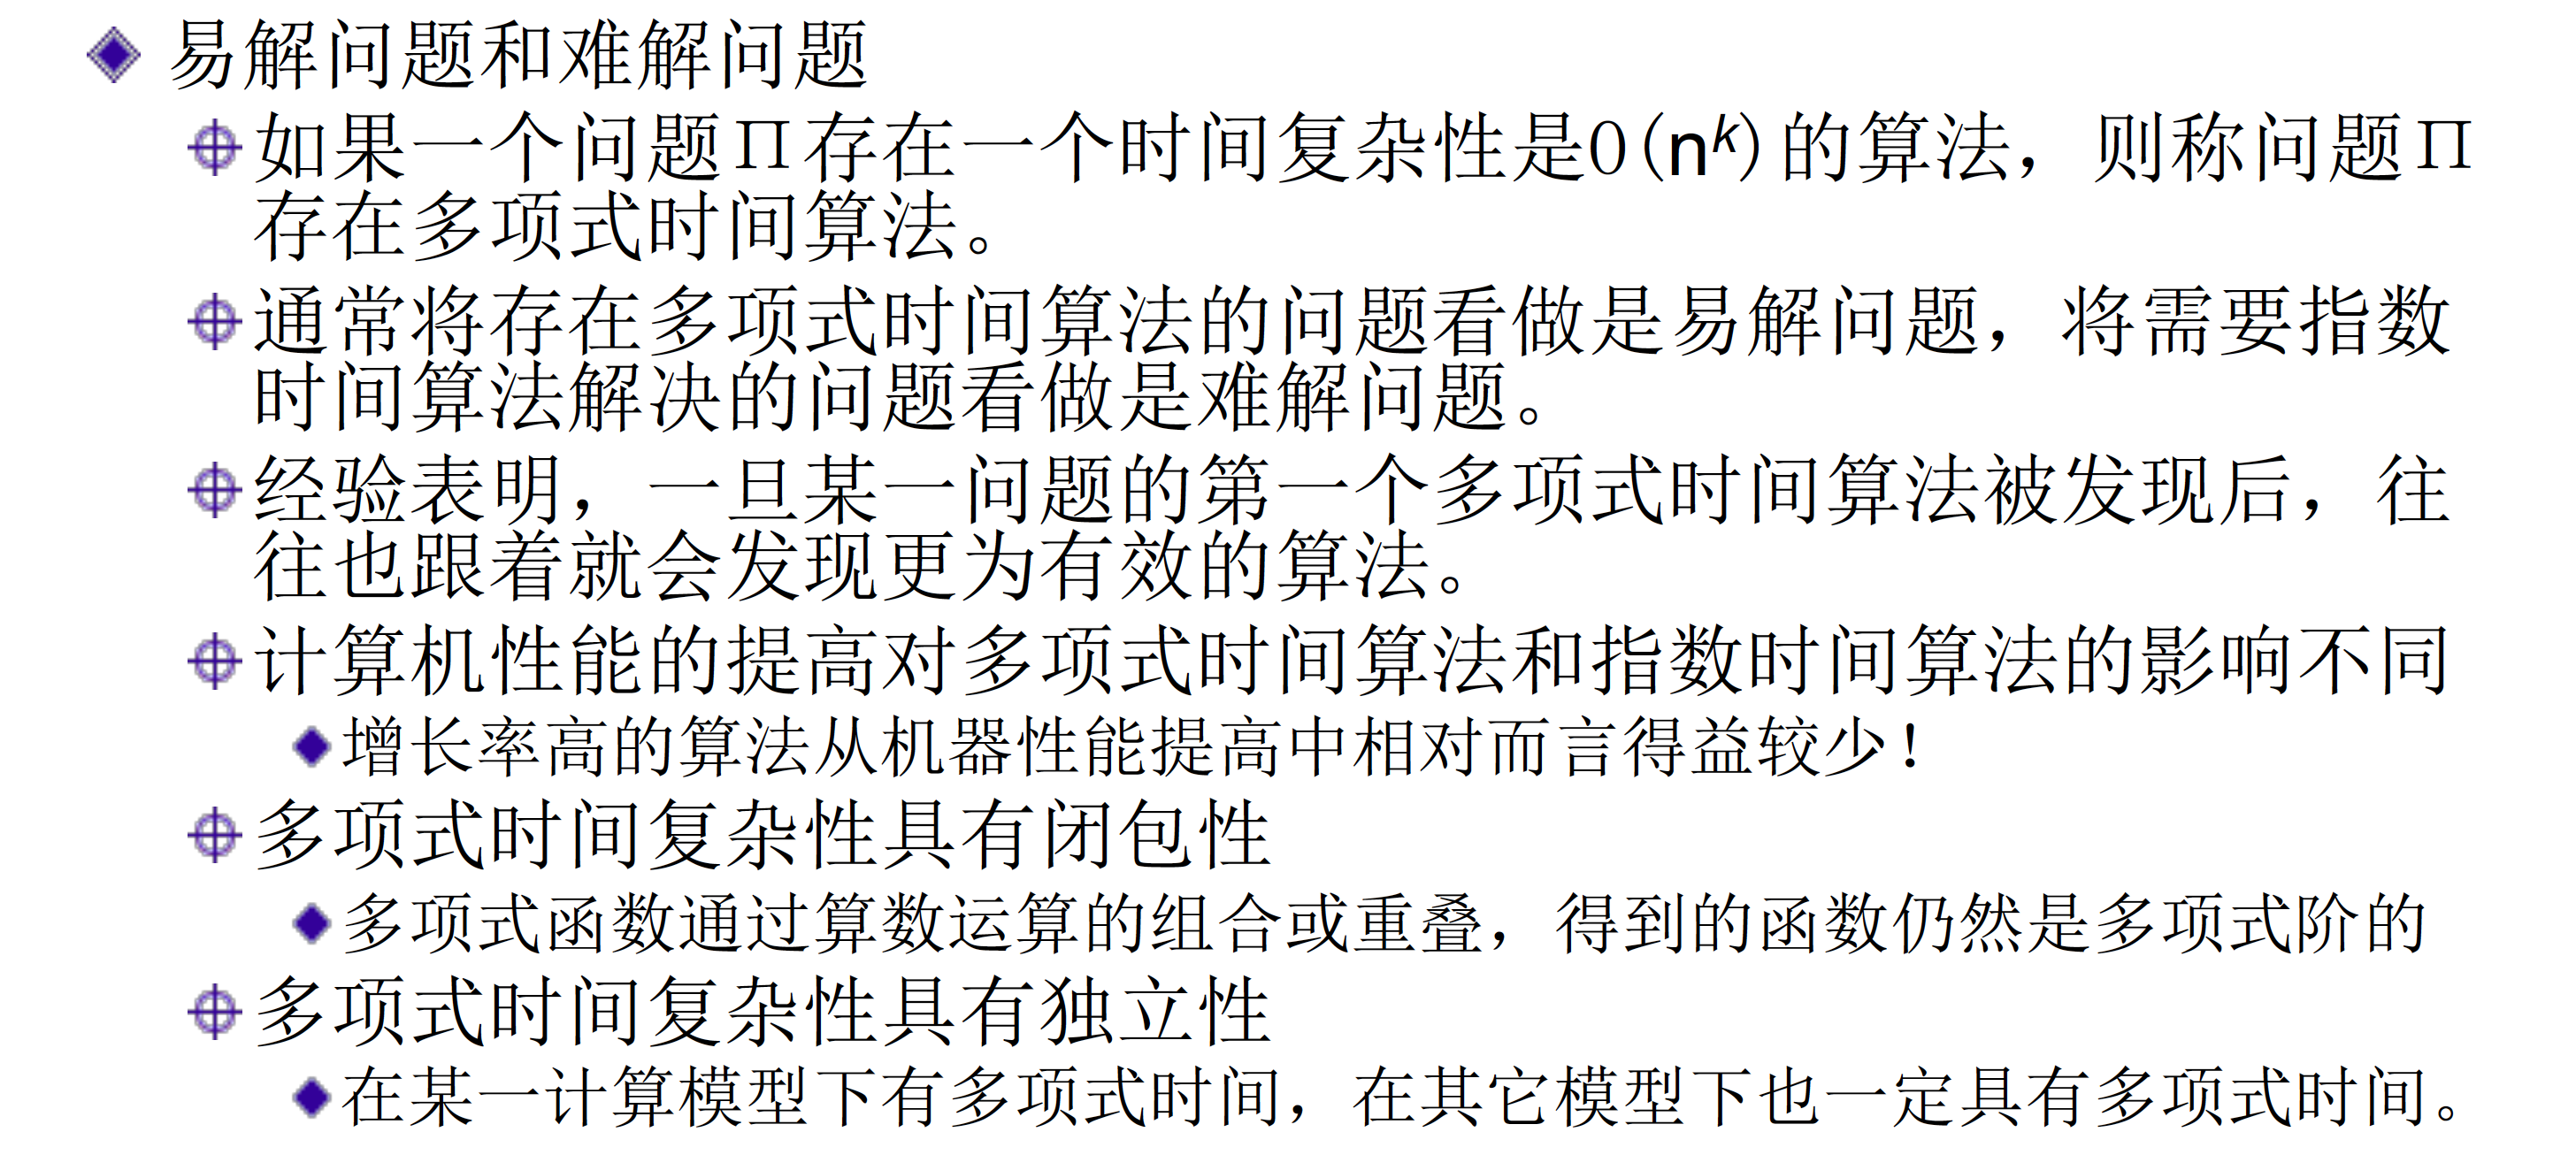 易解问题和难解问题
如果一个问题Π存在一个时间复杂性是O(n^k)的算法，则称问题Π
存在多项式时间算法。
通常将存在多项式时间算法的问题看做是易解问题，将需要指数
时间算法解决的问题看做是难解问题。
经验表明，一旦某一问题的第一个多项式时间算法被发现后，往
往也跟着就会发现更为有效的算法。
计算机性能的提高对多项式时间算法和指数时间算法的影响不同
增长率高的算法从机器性能提高中相对而言得益较少！
多项式时间复杂性具有闭包性
多项式函数通过算数运算的组合或重叠，得到的函数仍然是多项式阶的
多项式时间复杂性具有独立性
在某一计算模型下有多项式时间，在其它模型下也一定具有多项式时间。